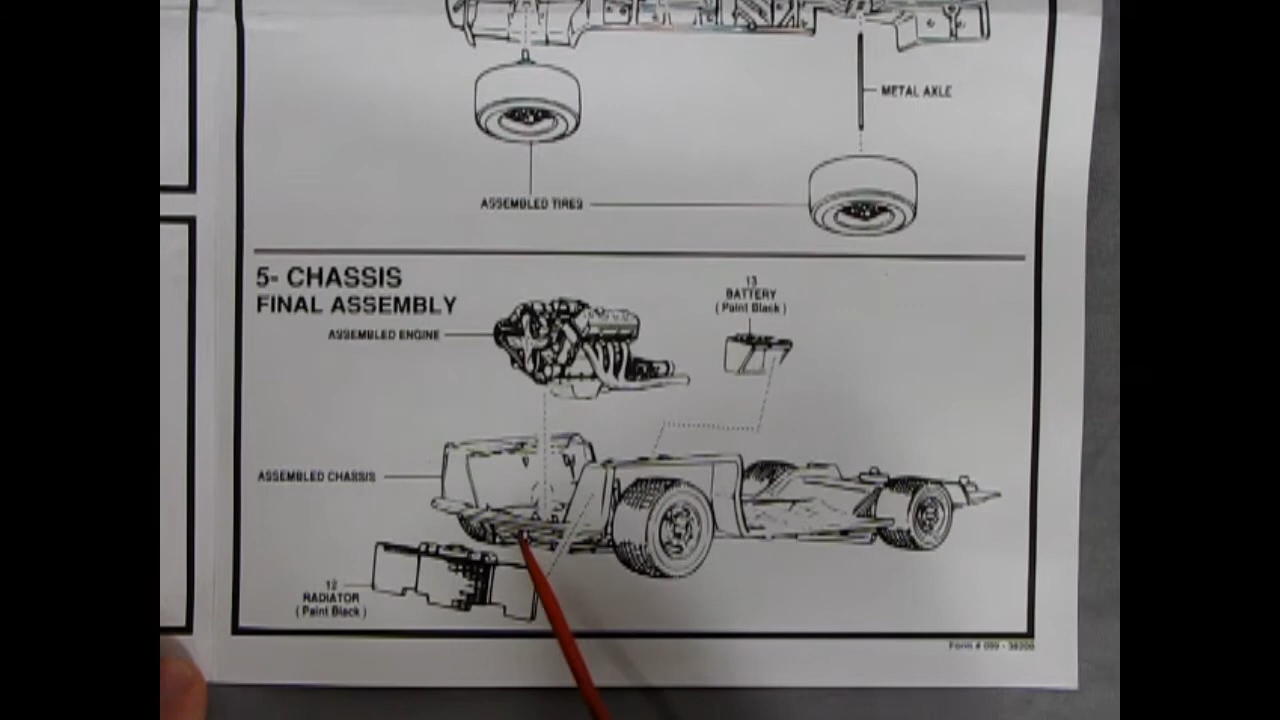 METAL AXLE
ASSEMBLED TIRES
5- CHASSIS
FINAL ASSEMBLY
13
BATTERY
( Paint Black )
ASSEMBLED ENGINE
ASSEMBLED CHASSIS
12
RADIATOR
( Paint Black )
Form #